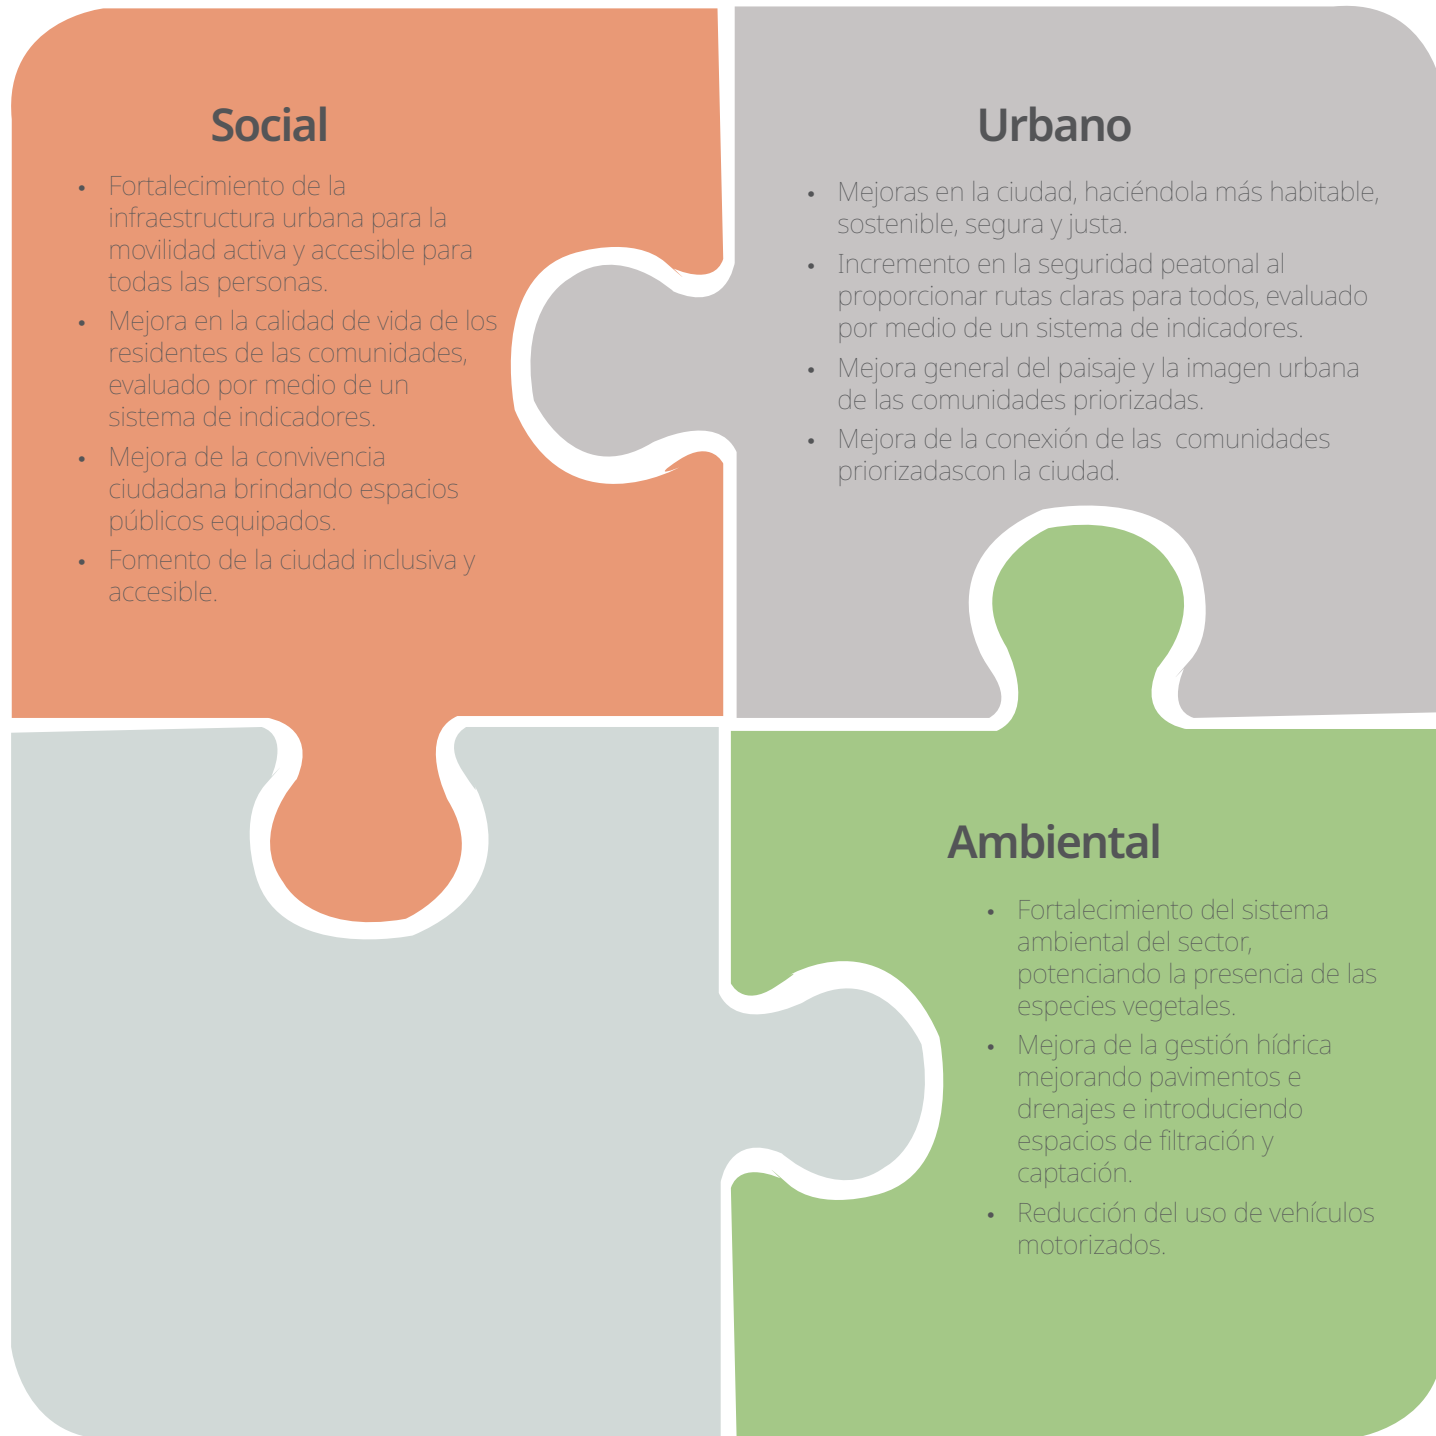 Social
• Fortalecimiento de la
infraestructura urbana para la
movilidad activa y accesible para
todas las personas.
• Mejora en la calidad de vida de los
residentes de las comunidades,
evaluado por medio de un
sistema de indicadores.
• Mejora de la convivencia
ciudadana brindando espacios
públicos equipados.
• Fomento de la ciudad inclusiva y
accesible.
Urbano
• Mejoras en la ciudad, haciéndola más habitable,
sostenible, segura y justa.
• Incremento en la seguridad peatonal al
proporcionar rutas claras para todos, evaluado
por medio de un sistema de indicadores.
• Mejora general del paisaje y la imagen urbana
de las comunidades priorizadas.
• Mejora de la conexión de las  comunidades
priorizadascon la ciudad.
Ambiental
• Fortalecimiento del sistema
ambiental del sector,
potenciando la presencia de las
especies vegetales.
• Mejora de la gestión hídrica
mejorando pavimentos e
drenajes e introduciendo
espacios de filtración y
captación.
• Reducción del uso de vehículos
motorizados.